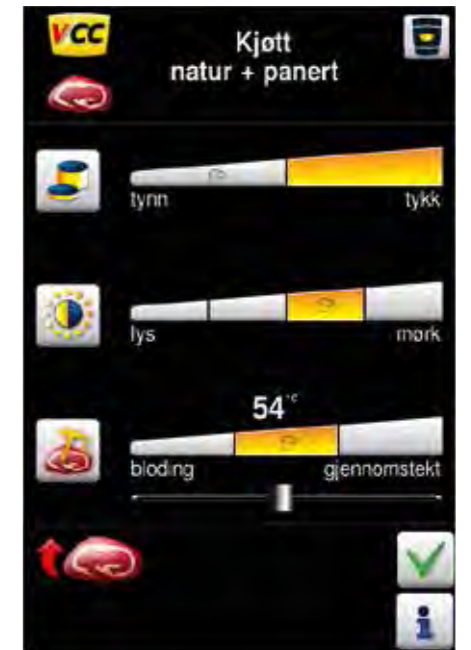 VCC
Kjøtt
natur + panert
tynn
tykk
lys
mørk
54 °c
bloding
gjennomstekt
i